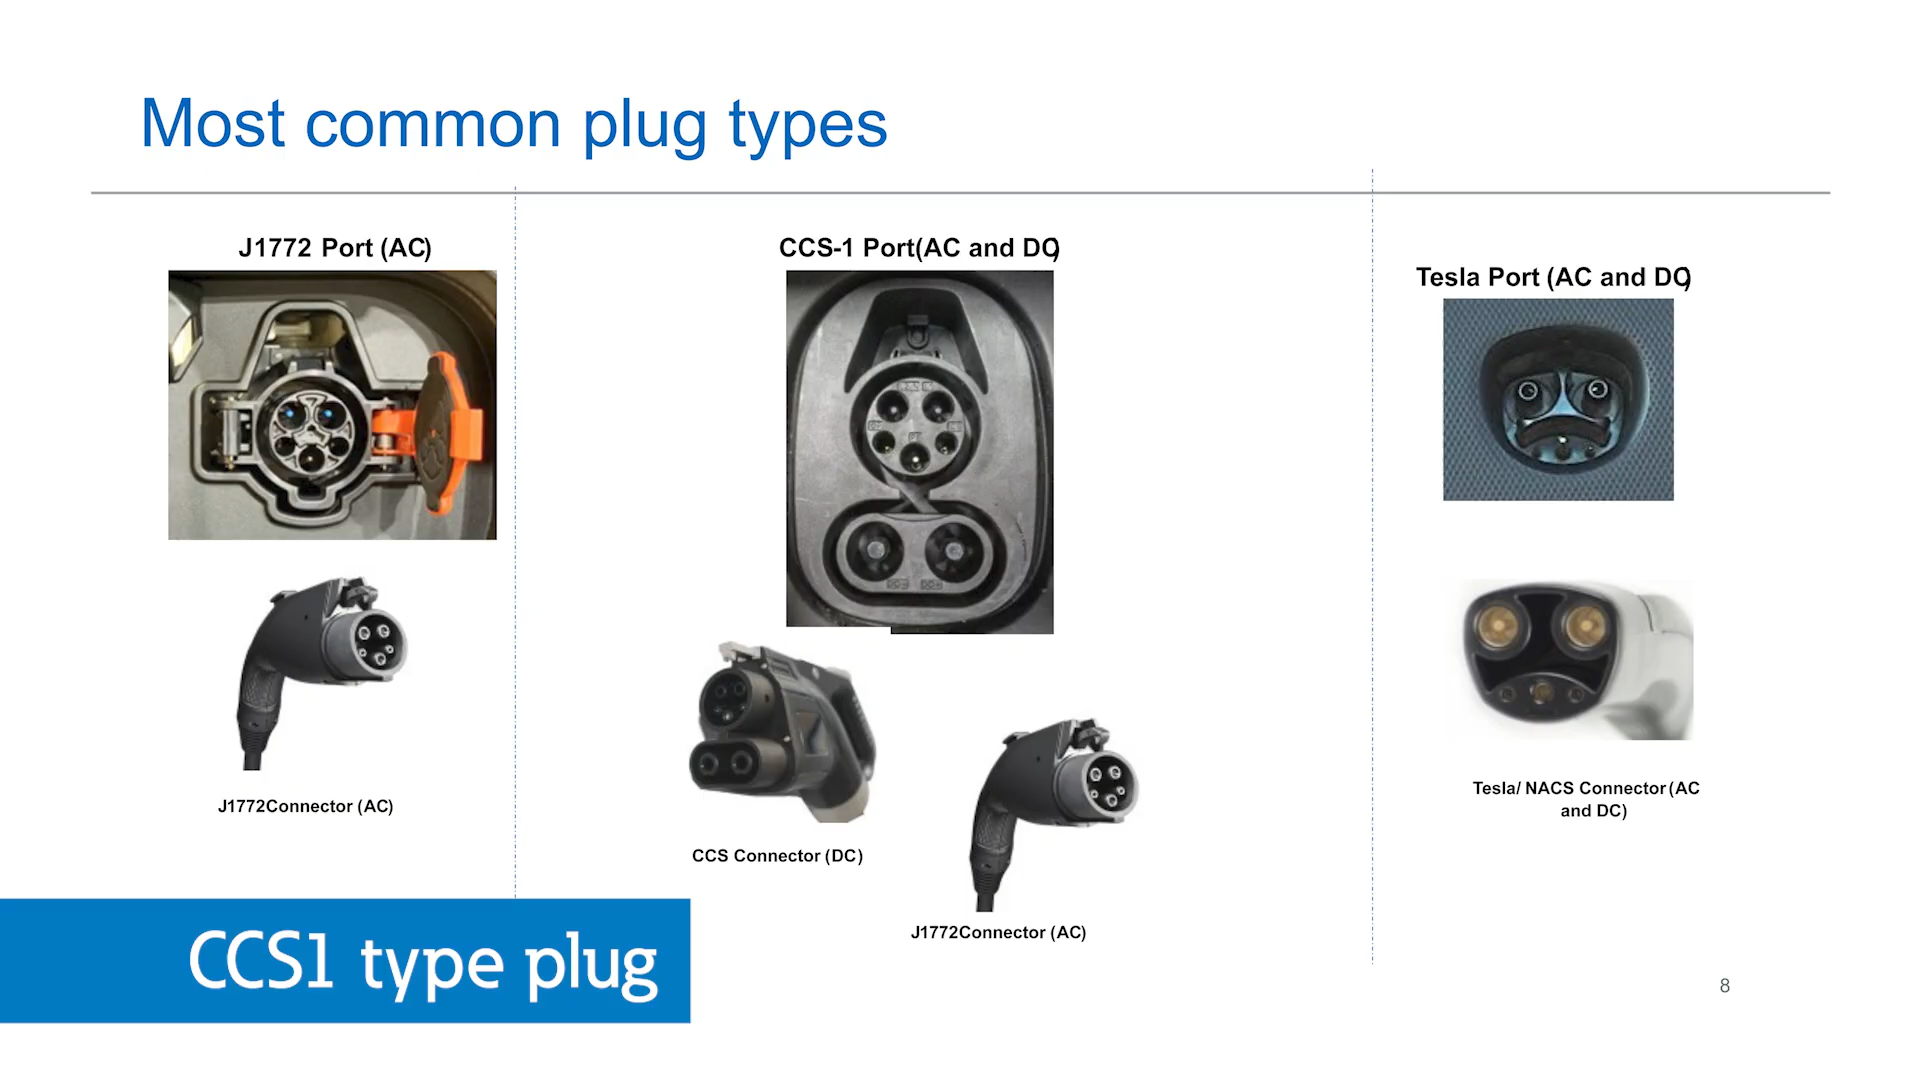 Most common plug types
J1772 Port (AC)
CCS-1 Port(AC and DC)
Tesla Port (AC and DC)
J1772Connector (AC)
CCS Connector (DC)
J1772Connector (AC)
Tesla/ NACS Connector (AC
and DC)
CCS1 type plug
8